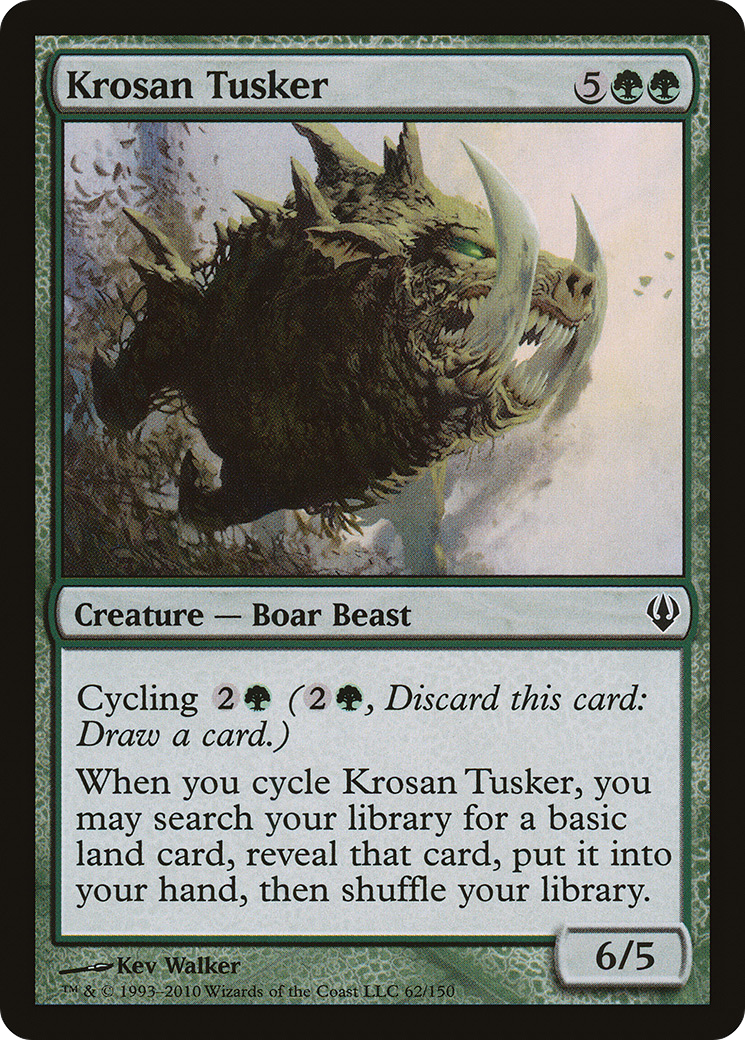 Krosan Tusker 5
Creature — Boar Beast
Cycling 2 (2, Discard this card:
Draw a card.)
When you cycle Krosan Tusker, you
may search your library for a basic
land card, reveal that card, put it into
your hand, then shuffle your library.
6/5
Kev Walker
™ & © 1993–2010 Wizards of the Coast LLC 62/150